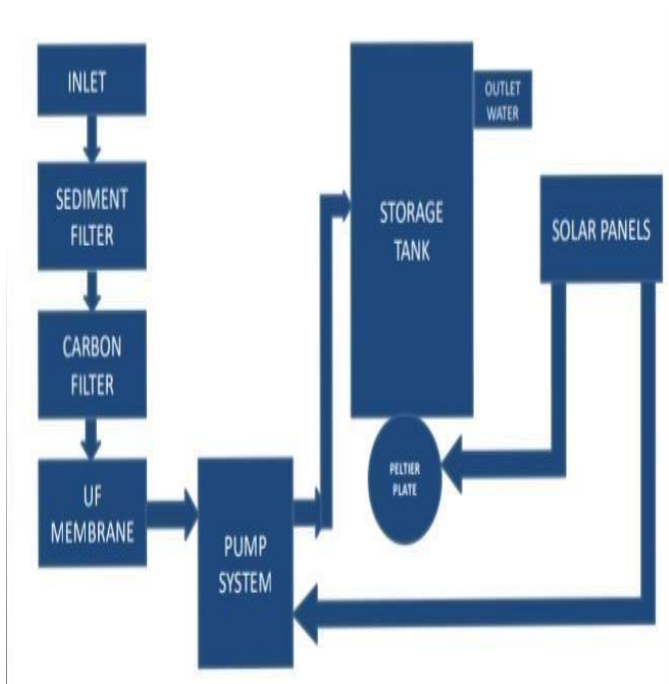 INLET
SEDIMENT
FILTER
CARBON
FILTER
UF
MEMBRANE
PUMP
SYSTEM
STORAGE
TANK
OUTLET
WATER
PELTIER
PLATE
SOLAR PANELS